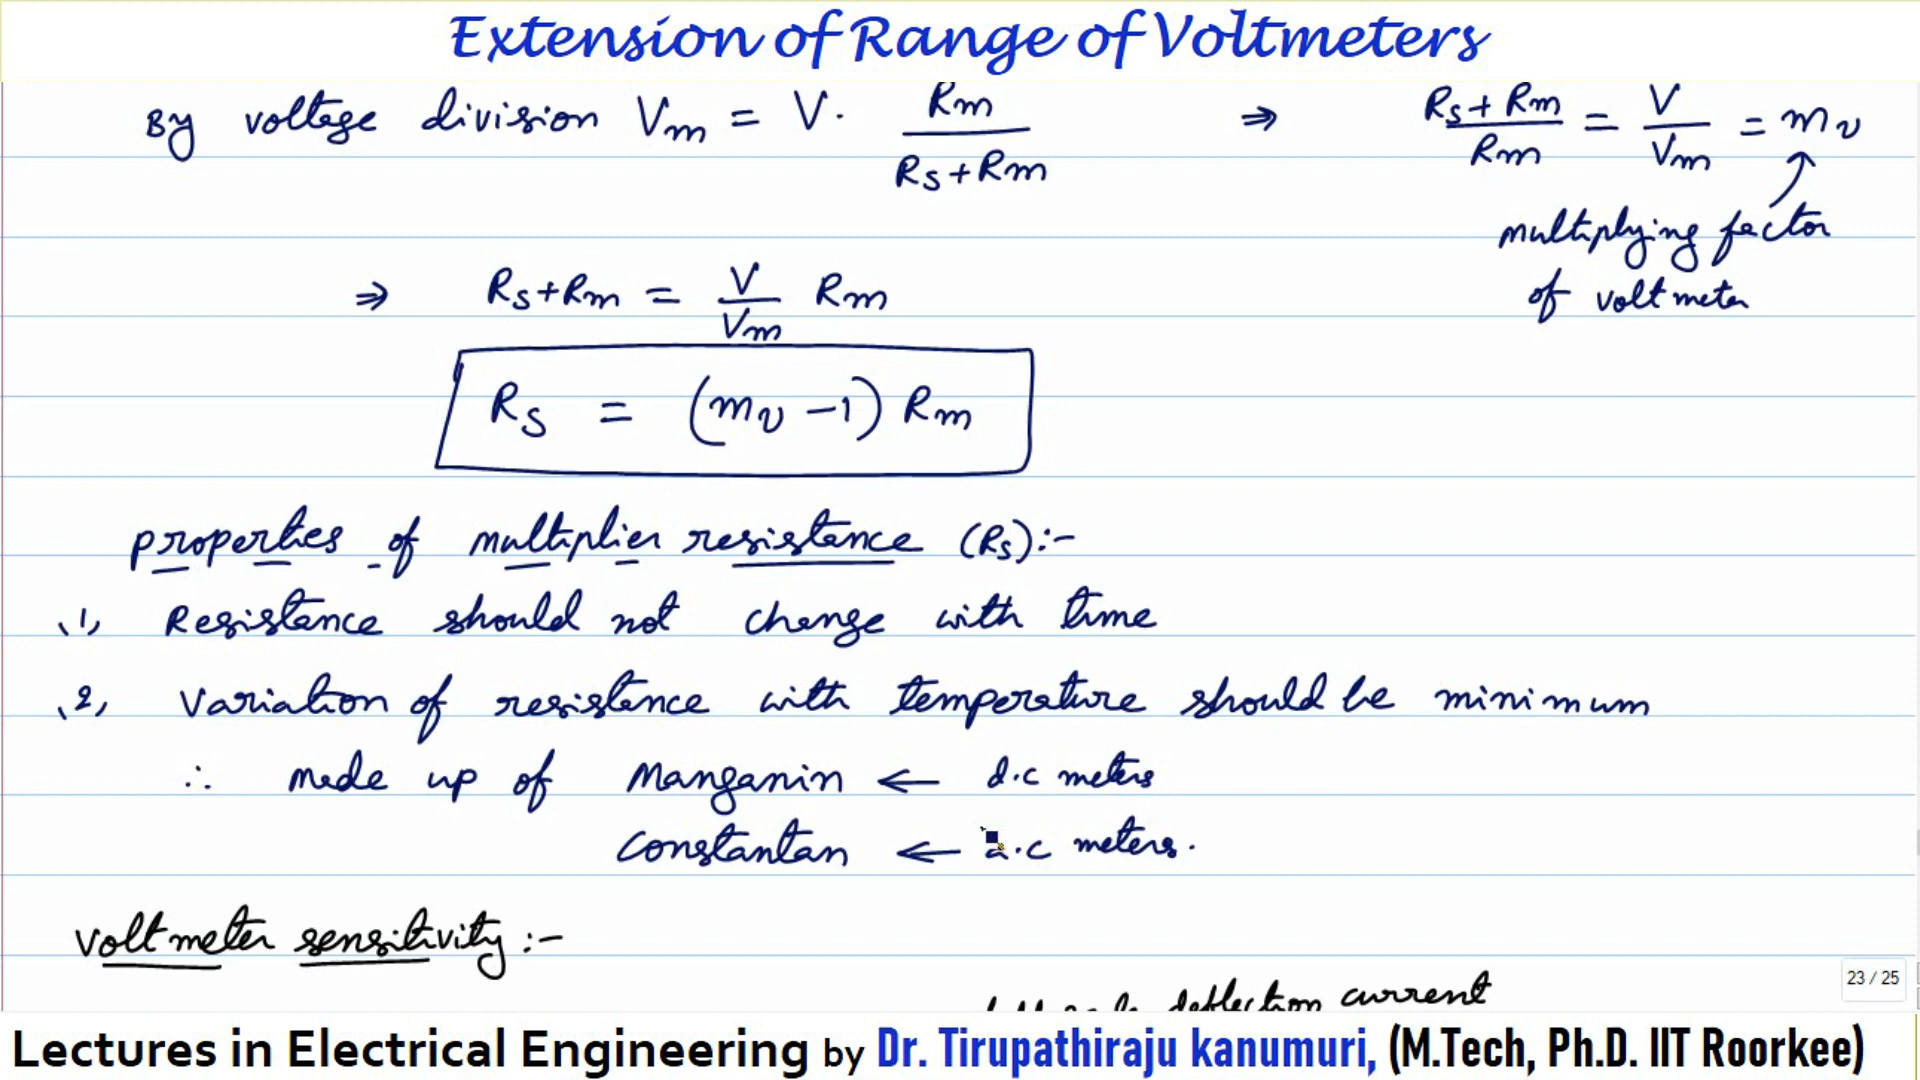 Extension of Range of Voltmeters
By voltage division Vm = V. Rm / (Rs+Rm) ⇒ (Rs+Rm) / Rm = V / Vm = mv
multiplying factor
of voltmeter
⇒ Rs+Rm = V / Vm Rm
Rs = (mv -1) Rm
properties of multiplier resistance (Rs):-
(1) Resistance should not change with time
(2) Variation of resistance with temperature should be minimum
∴ made up of Manganin ← d.c meters
Constantan ← a.c meters.
Voltmeter sensitivity :-
deflection current
23 / 25
Lectures in Electrical Engineering by Dr. Tirupathiraju kanumuri, (M.Tech, Ph.D. IIT Roorkee)